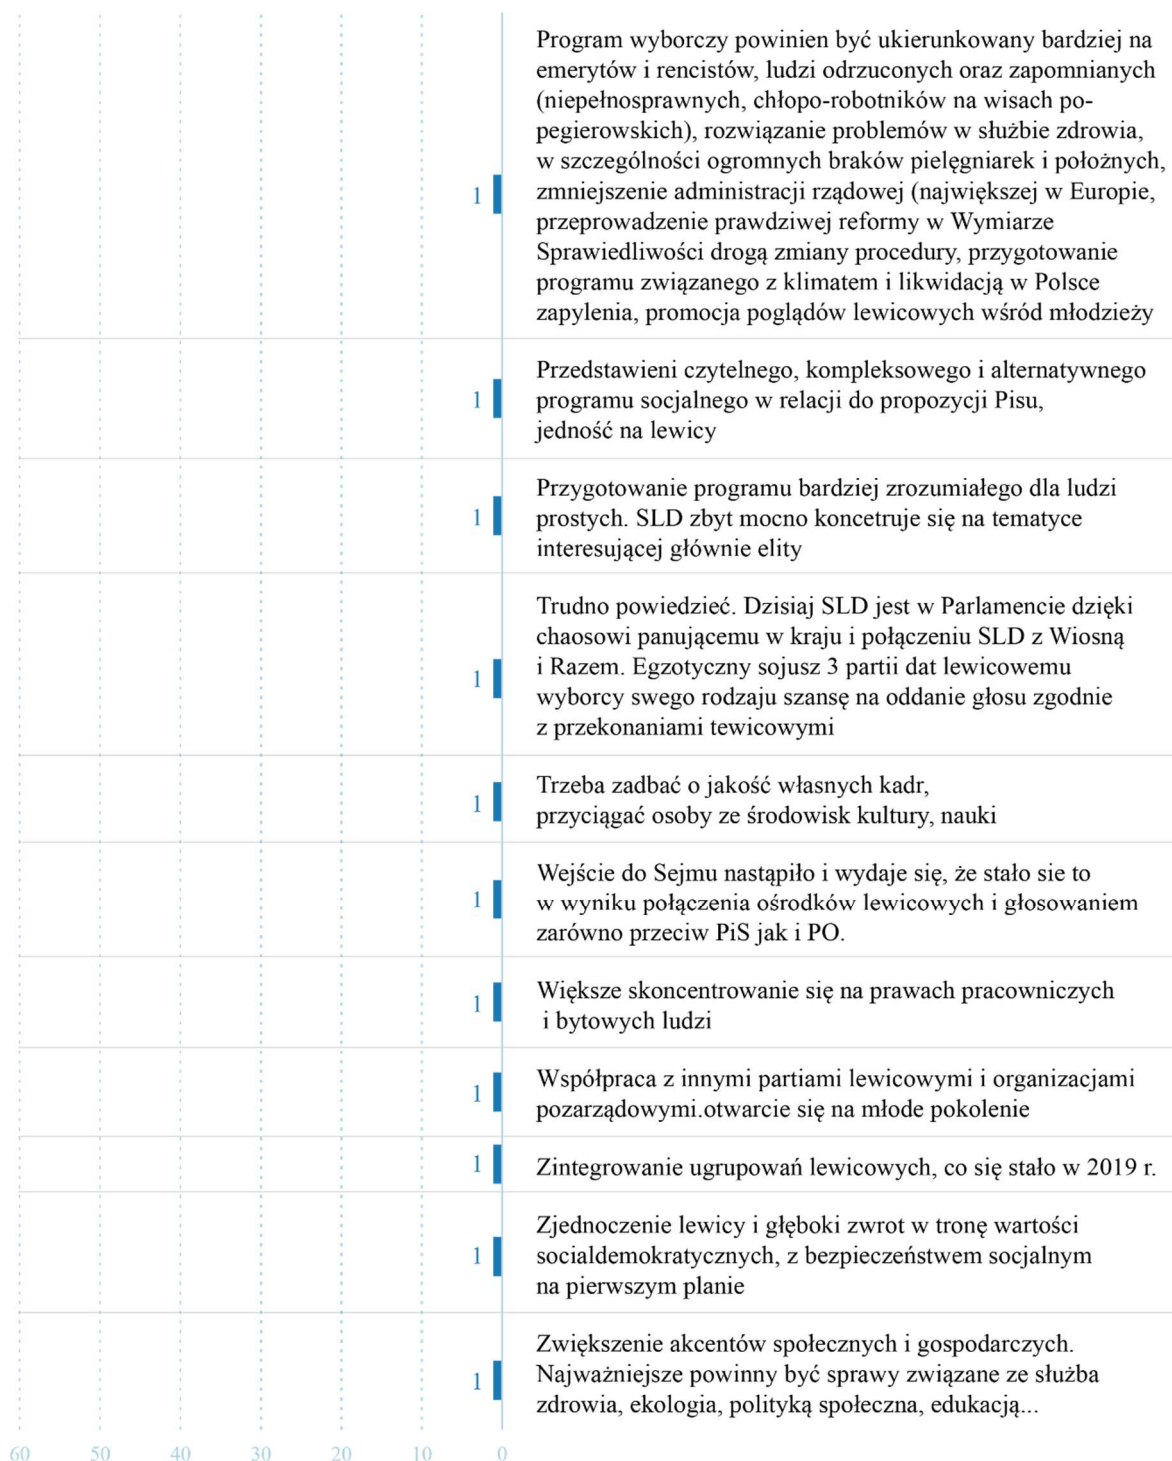 Program wyborczy powinien być ukierunkowany bardziej na
emerytów i rencistów, ludzi odrzuconych oraz zapomnianych
(niepełnosprawnych, chłopo-robotników na wisach po-
pegierowskich), rozwiązanie problemów w służbie zdrowia,
w szczególności ogromnych braków pielęgniarek i położnych,
1 zmniejszenie administracji rządowej (największej w Europie,
przeprowadzenie prawdziwej reformy w Wymiarze
Sprawiedliwości drogą zmiany procedury, przygotowanie
programu związanego z klimatem i likwidacją w Polsce
zapylenia, promocja poglądów lewicowych wśród młodzieży
Przedstawieni czytelnego, kompleksowego i alternatywnego
1 programu socjalnego w relacji do propozycji Pisu,
jedność na lewicy
Przygotowanie programu bardziej zrozumiałego dla ludzi
1 prostych. SLD zbyt mocno koncetruje się na tematyce
interesującej głównie elity
Trudno powiedzieć. Dzisiaj SLD jest w Parlamencie dzięki
chaosowi panującemu w kraju i połączeniu SLD z Wiosną
1 i Razem. Egzotyczny sojusz 3 partii dat lewicowemu
wyborcy swego rodzaju szansę na oddanie głosu zgodnie
z przekonaniami tewicowymi
1 Trzeba zadbać o jakość własnych kadr,
przyciągać osoby ze środowisk kultury, nauki
Wejście do Sejmu nastąpiło i wydaje się, że stało sie to
1 w wyniku połączenia ośrodków lewicowych i głosowaniem
zarówno przeciw PiS jak i PO.
1 Większe skoncentrowanie się na prawach pracowniczych
i bytowych ludzi
1 Współpraca z innymi partiami lewicowymi i organizacjami
pozarządowymi.otwarcie się na młode pokolenie
1 Zintegrowanie ugrupowań lewicowych, co się stało w 2019 r.
Zjednoczenie lewicy i głęboki zwrot w tronę wartości
1 socialdemokratycznych, z bezpieczeństwem socjalnym
na pierwszym planie
Zwiększenie akcentów społecznych i gospodarczych.
1 Najważniejsze powinny być sprawy związane ze służba
zdrowia, ekologia, polityką społeczna, edukacją...
60 50 40 30 20 10 0